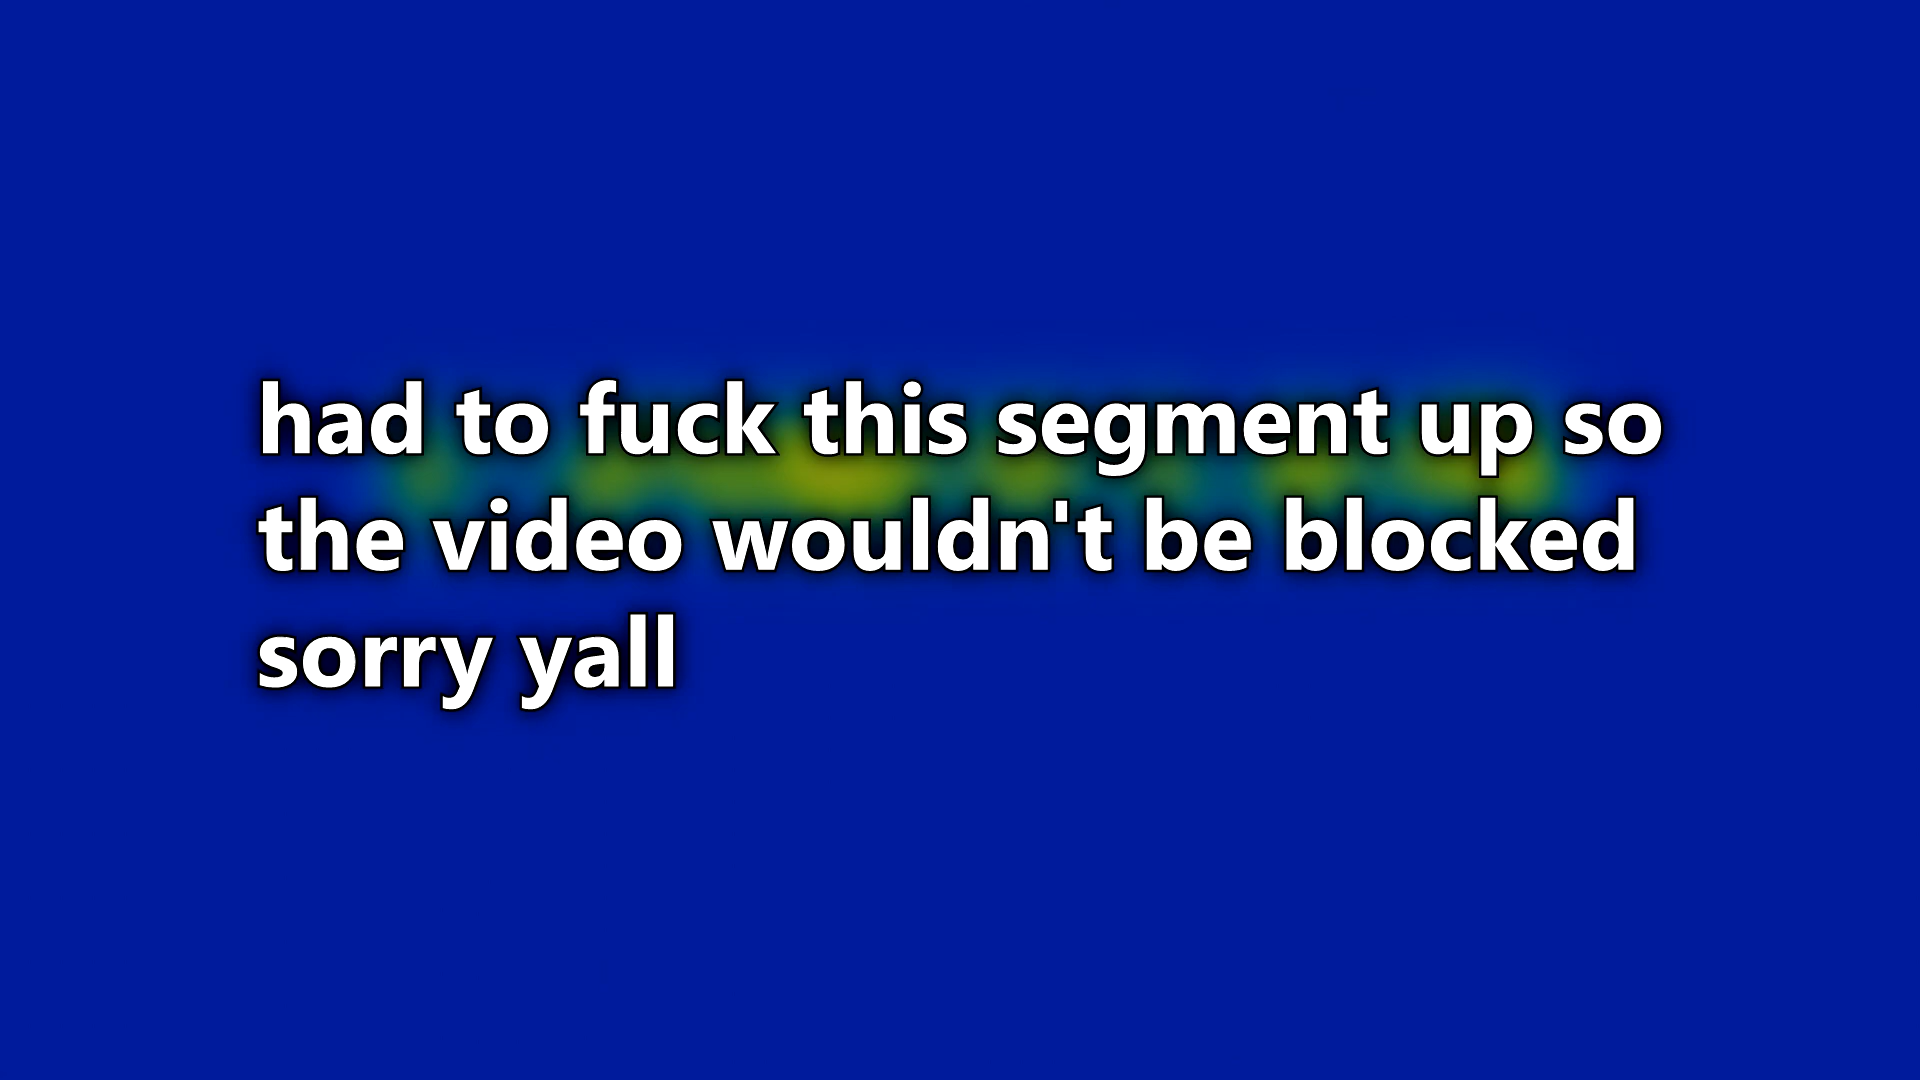 had to fuck this segment up so
the video wouldn't be blocked
sorry yall